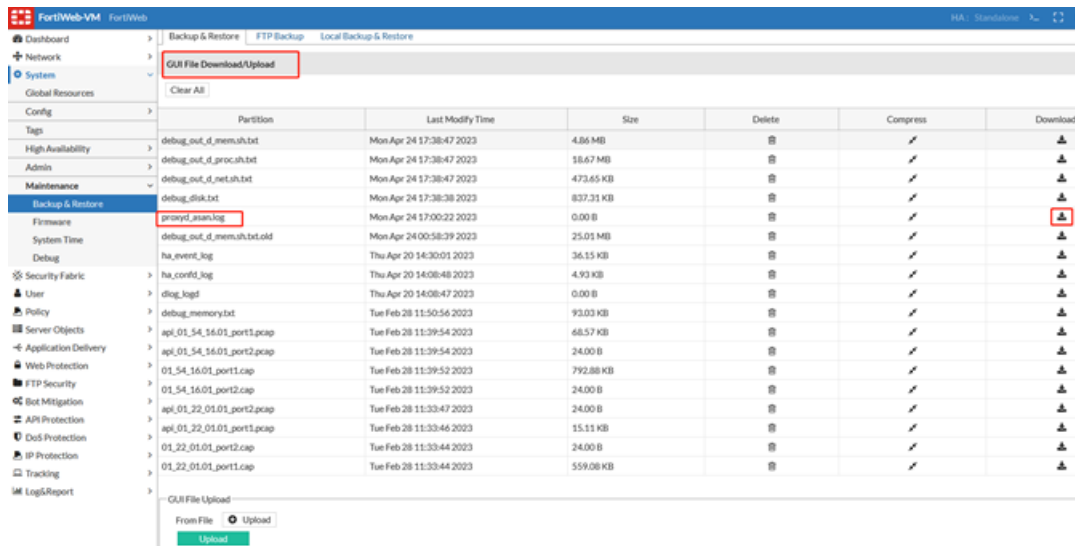 FortiWeb-VM FortiWeb
HA: Standalone >_
Dashboard
Network
System
Global Resources
Config
Tags
High Availability
Admin
Maintenance
Backup & Restore
Firmware
System Time
Debug
Security Fabric
User
Policy
Server Objects
Application Delivery
Web Protection
FTP Security
Bot Mitigation
API Protection
DoS Protection
IP Protection
Tracking
Log&Report
Backup & Restore FTP Backup Local Backup & Restore
GUI File Download/Upload
Clear All
Partition Last Modify Time Size Delete Compress Download
debug_out_d_mem.sh.txt Mon Apr 24 17:38:47 2023 4.86 MB
debug_out_d_proc.sh.txt Mon Apr 24 17:38:47 2023 18.67 MB
debug_out_d_net.sh.txt Mon Apr 24 17:38:47 2023 473.65 KB
debug_disk.txt Mon Apr 24 17:38:38 2023 837.31 KB
proxyd_asan.log Mon Apr 24 17:00:22 2023 0.00 B
debug_out_d_mem.sh.txt.old Mon Apr 24 00:58:39 2023 25.01 MB
ha_event_log Thu Apr 20 14:30:01 2023 36.15 KB
ha_confd_log Thu Apr 20 14:08:48 2023 4.93 KB
dlog_logd Thu Apr 20 14:08:47 2023 0.00 B
debug_memory.txt Tue Feb 28 11:50:56 2023 93.03 KB
api_01_54_16.01_port1.pcap Tue Feb 28 11:39:54 2023 68.57 KB
api_01_54_16.01_port2.pcap Tue Feb 28 11:39:54 2023 24.00 B
01_54_16.01_port1.cap Tue Feb 28 11:39:52 2023 792.88 KB
01_54_16.01_port2.cap Tue Feb 28 11:39:52 2023 24.00 B
api_01_22_01.01_port2.pcap Tue Feb 28 11:33:47 2023 24.00 B
api_01_22_01.01_port1.pcap Tue Feb 28 11:33:46 2023 15.11 KB
01_22_01.01_port2.cap Tue Feb 28 11:33:44 2023 24.00 B
01_22_01.01_port1.cap Tue Feb 28 11:33:44 2023 559.08 KB
GUI File Upload
From File Upload
Upload